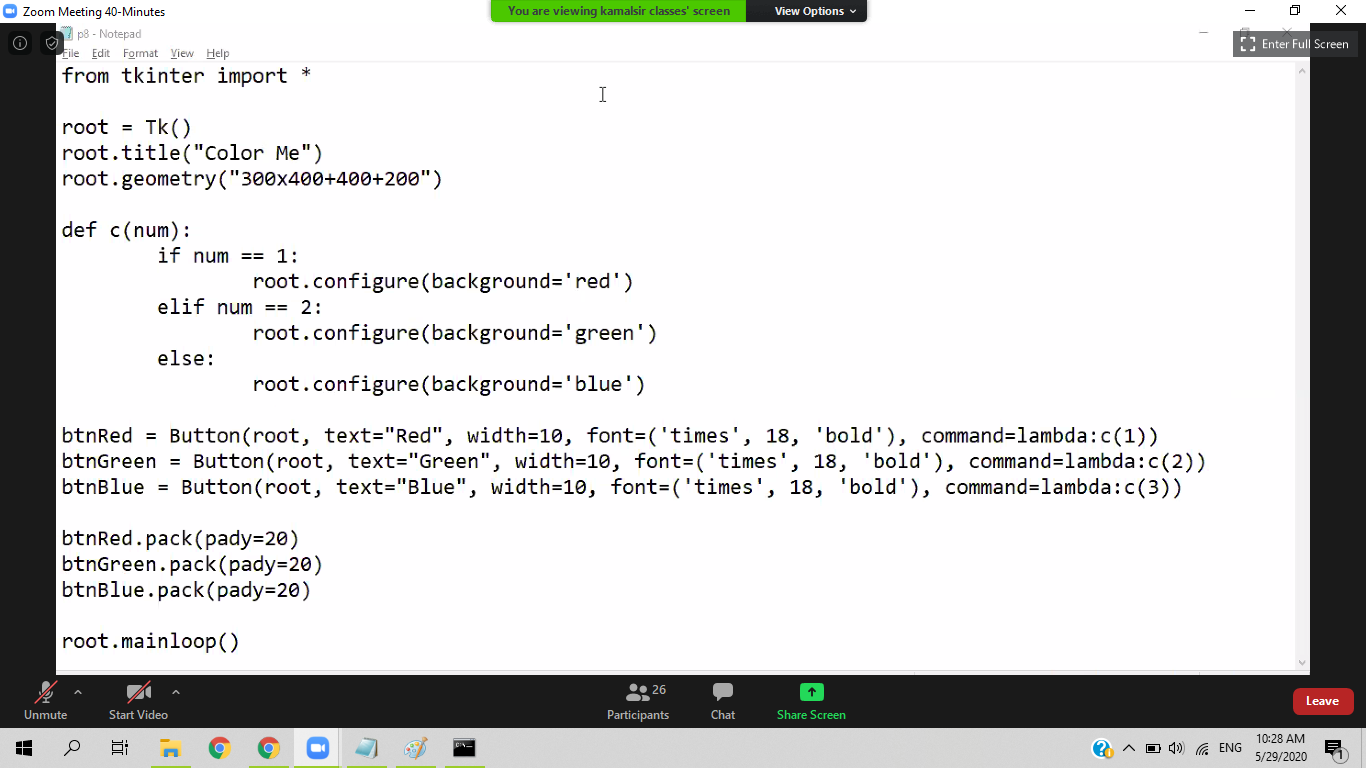 Zoom Meeting 40-Minutes
You are viewing kamalsir classes' screen
View Options
p8 - Notepad
Enter Full Screen
File Edit Format View Help
from tkinter import *
root = Tk()
root.title("Color Me")
root.geometry("300x400+400+200")
def c(num):
if num == 1:
root.configure(background='red')
elif num == 2:
root.configure(background='green')
else:
root.configure(background='blue')
btnRed = Button(root, text="Red", width=10, font=('times', 18, 'bold'), command=lambda:c(1))
btnGreen = Button(root, text="Green", width=10, font=('times', 18, 'bold'), command=lambda:c(2))
btnBlue = Button(root, text="Blue", width=10, font=('times', 18, 'bold'), command=lambda:c(3))
btnRed.pack(pady=20)
btnGreen.pack(pady=20)
btnBlue.pack(pady=20)
root.mainloop()
Unmute
Start Video
26
Participants
Chat
Share Screen
Leave
ENG
10:28 AM
5/29/2020
1